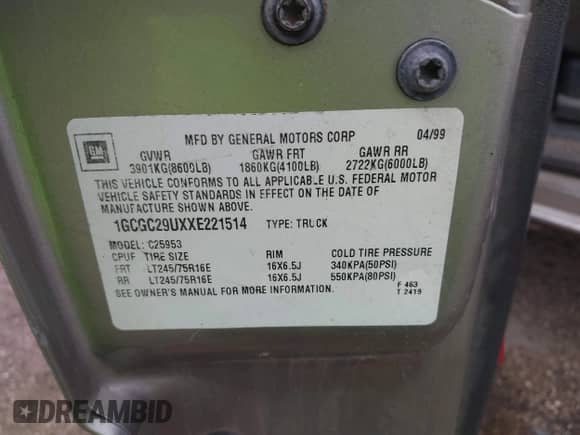 GM
MFD BY GENERAL MOTORS CORP 04/99
GVWR GAWR FRT GAWR RR
3901KG(8600LB) 1860KG(4100LB) 2722KG(6000LB)
THIS VEHICLE CONFORMS TO ALL APPLICABLE U.S. FEDERAL MOTOR
VEHICLE SAFETY STANDARDS IN EFFECT ON THE DATE OF
MANUFACTURE SHOWN ABOVE.
1GCGC29UXXE221514 TYPE: TRUCK
MODEL: C25953
TIRE SIZE RIM COLD TIRE PRESSURE
FRT LT245/75R16E 16X6.5J 340KPA(50PSI)
RR LT245/75R16E 16X6.5J 550KPA(80PSI)
SEE OWNER'S MANUAL FOR MORE INFORMATION.
F 463
T 2419
DREAMBID